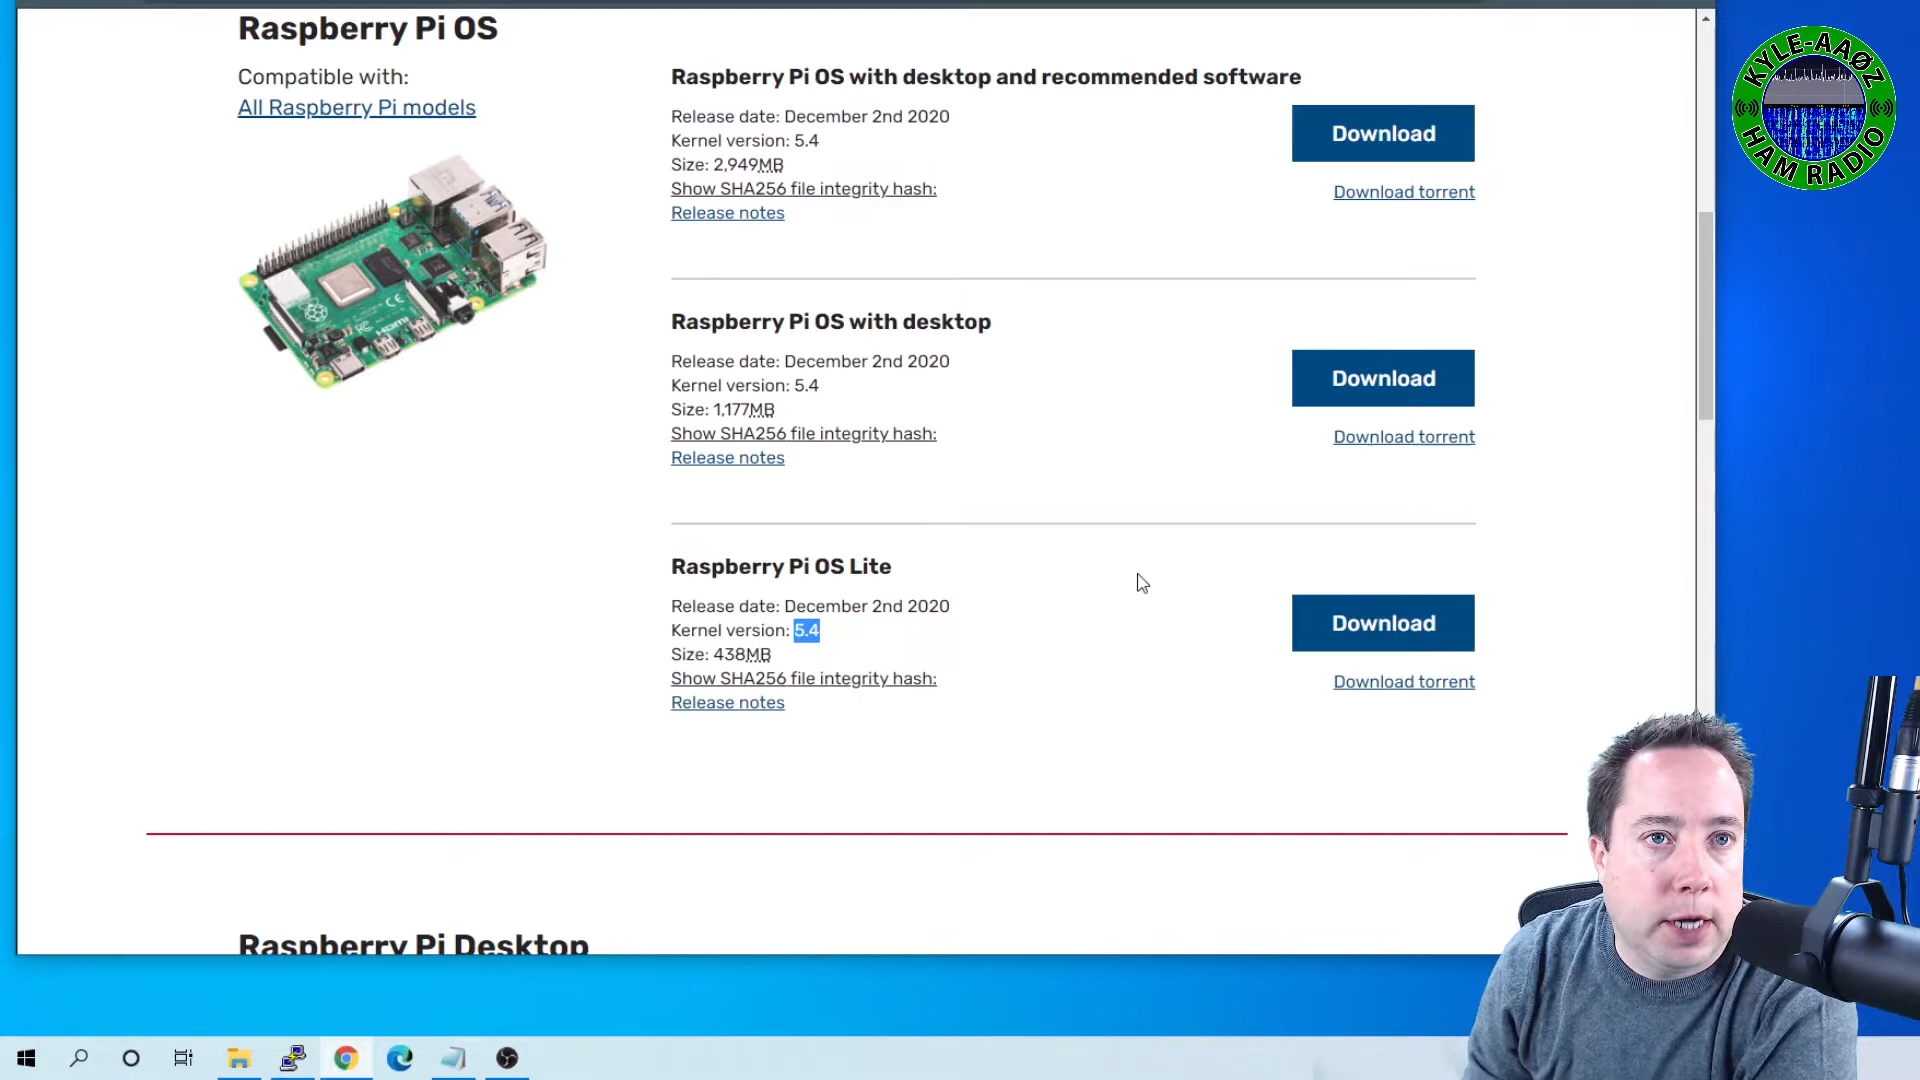 Raspberry Pi OS
Compatible with:
All Raspberry Pi models
Raspberry Pi OS with desktop and recommended software
Release date: December 2nd 2020
Kernel version: 5.4
Size: 2,949MB
Show SHA256 file integrity hash:
Release notes
Download
Download torrent
Raspberry Pi OS with desktop
Release date: December 2nd 2020
Kernel version: 5.4
Size: 1,177MB
Show SHA256 file integrity hash:
Release notes
Download
Download torrent
Raspberry Pi OS Lite
Release date: December 2nd 2020
Kernel version: 5.4
Size: 438MB
Show SHA256 file integrity hash:
Release notes
Download
Download torrent
Raspberry Pi Desktop
KYLE-AAØZ
HAM RADIO
HDMI
CE
FC